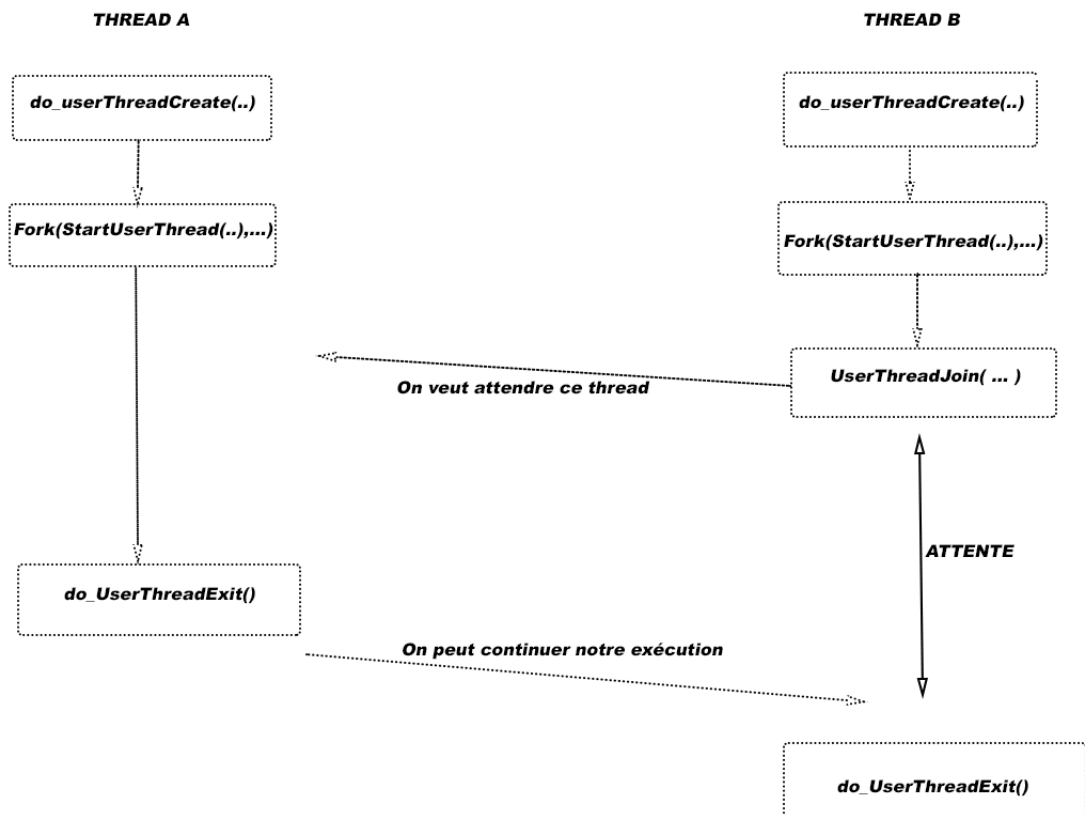 THREAD A
THREAD B
do_userThreadCreate(..)
do_userThreadCreate(..)
Fork(StartUserThread(..),...)
Fork(StartUserThread(..),...)
UserThreadJoin( ... )
On veut attendre ce thread
ATTENTE
do_UserThreadExit()
On peut continuer notre exécution
do_UserThreadExit()